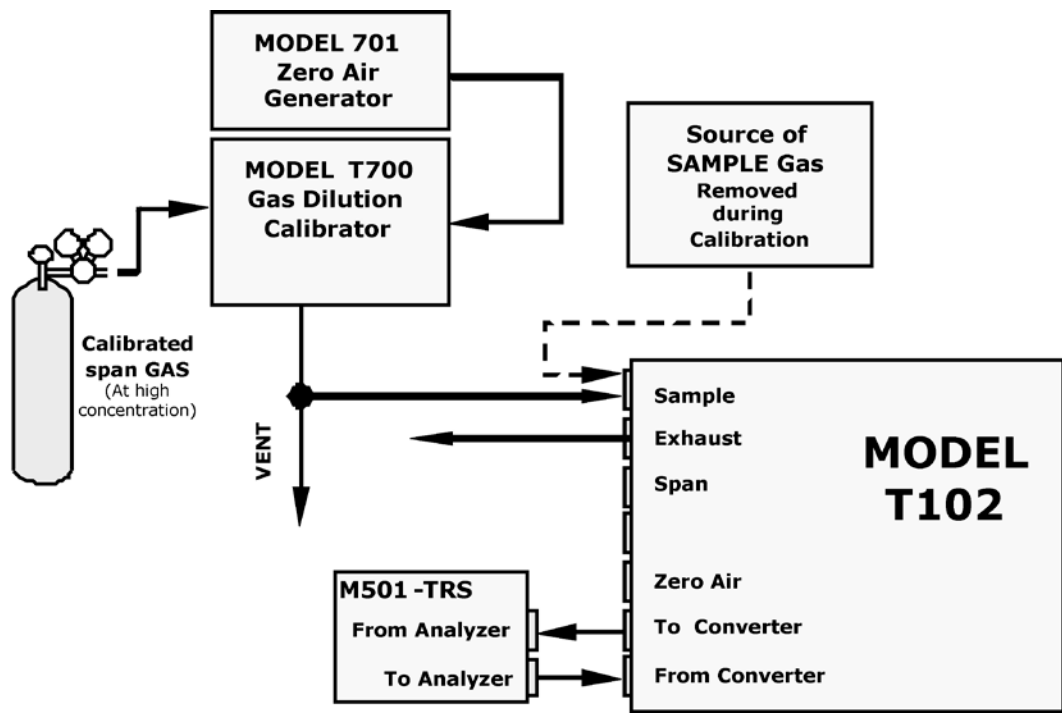 MODEL 701
Zero Air
Generator
MODEL T700
Gas Dilution
Calibrator
Source of
SAMPLE Gas
Removed
during
Calibration
Calibrated
span GAS
(At high
concentration)
VENT
Sample
Exhaust
Span
Zero Air
To Converter
From Converter
MODEL
T102
M501-TRS
From Analyzer
To Analyzer